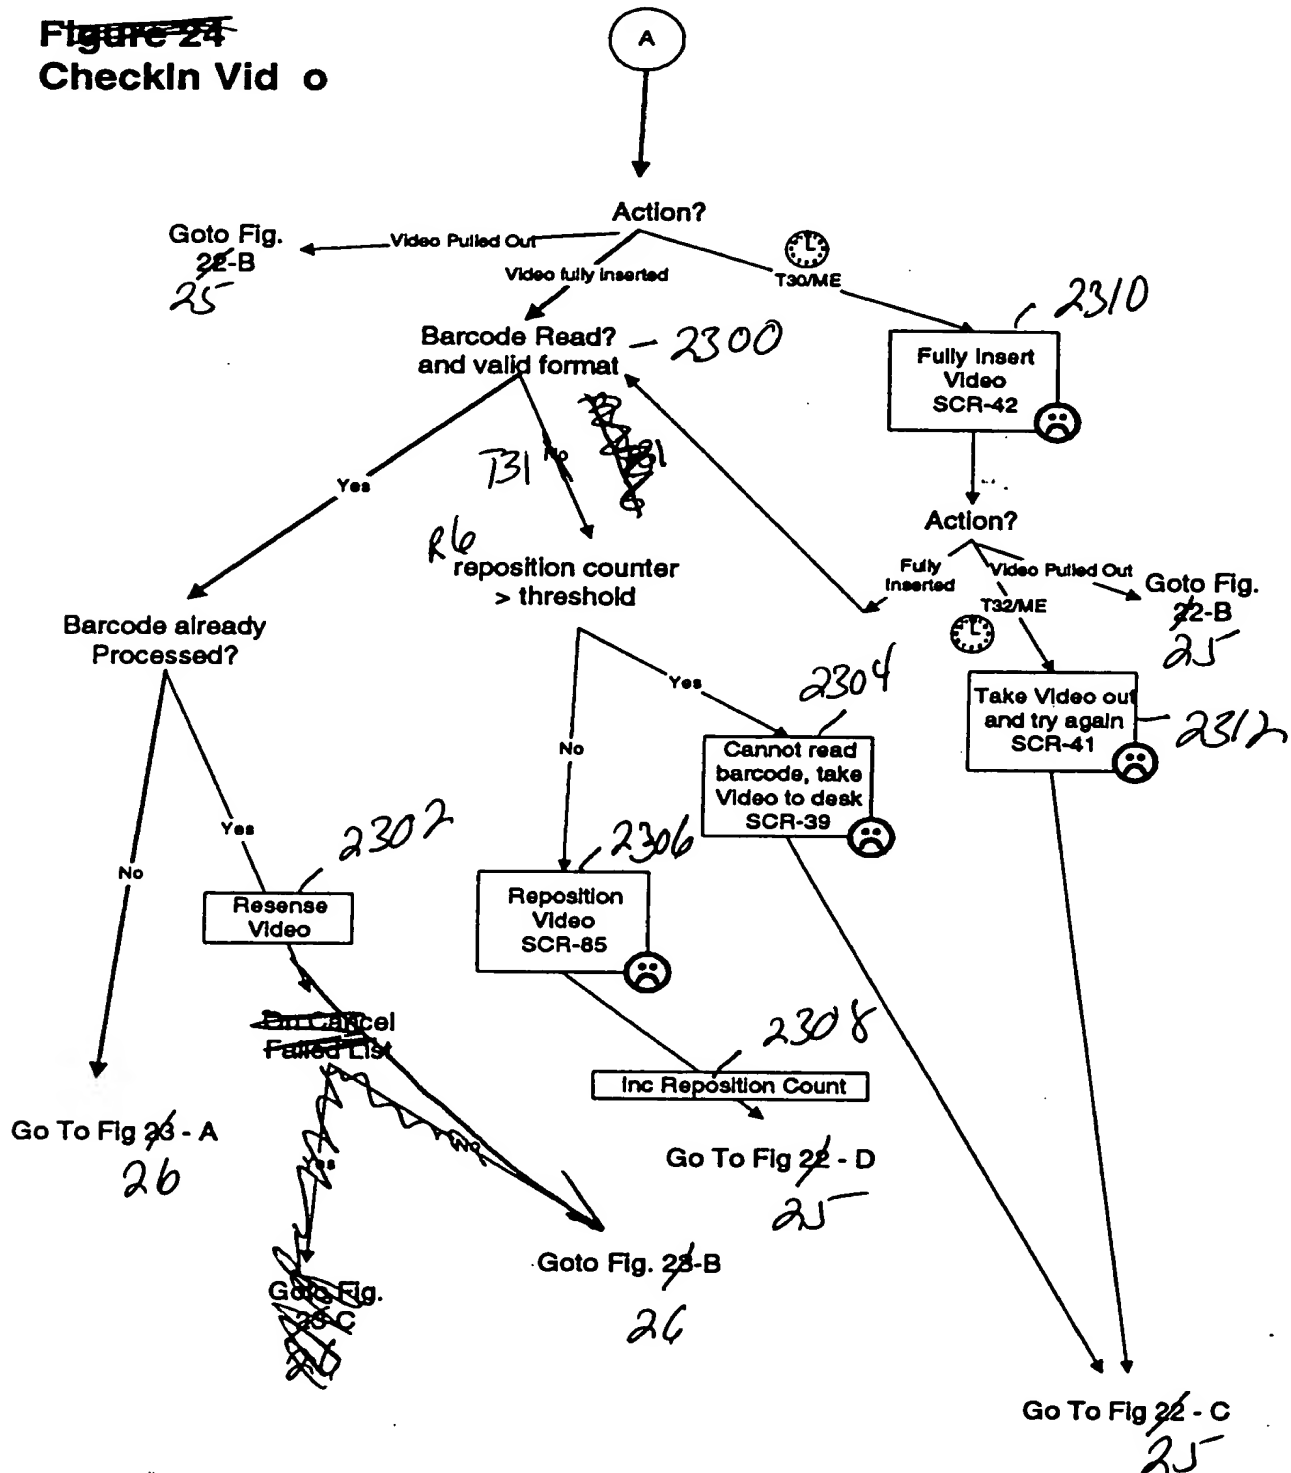 Figure 24
CheckIn Vid o
A
Action?
Goto Fig.
22-B
25
Video Pulled Out
Video fully inserted
T30/ME
2310
Barcode Read?
and valid format
2300
Fully Insert
Video
SCR-42
Yes
T31
No
R6
reposition counter
> threshold
Action?
Fully
Inserted
Video Pulled Out
T32/ME
Goto Fig.
22-B
25
Barcode already
Processed?
Yes
2304
Take Video out
and try again
SCR-41
2312
No
Cannot read
barcode, take
Video to desk
SCR-39
Yes
2302
2306
No
Resense
Video
Reposition
Video
SCR-85
Do Cancel
Failed List
2308
Inc Reposition Count
Go To Fig 23 - A
26
No
Yes
Go To Fig 22 - D
25
Goto Fig. 23-B
26
Goto Fig.
23-C
Go To Fig 22 - C
25